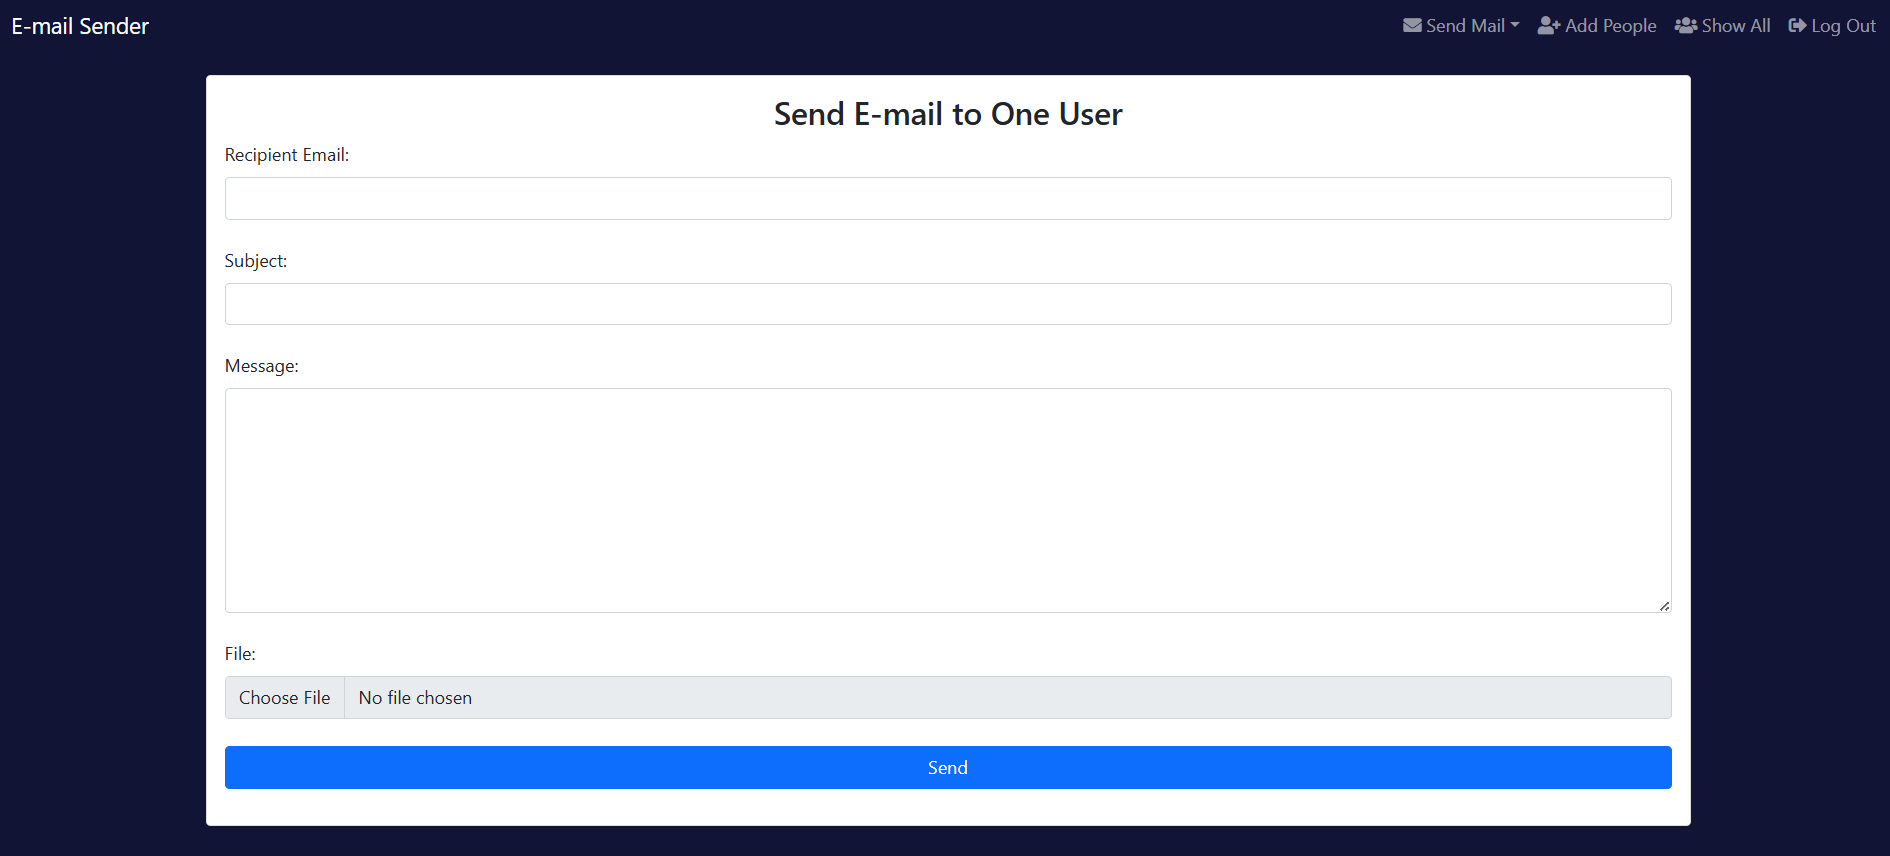 E-mail Sender
Send Mail
Add People
Show All
Log Out
Send E-mail to One User
Recipient Email:
Subject:
Message:
File:
Choose File
No file chosen
Send